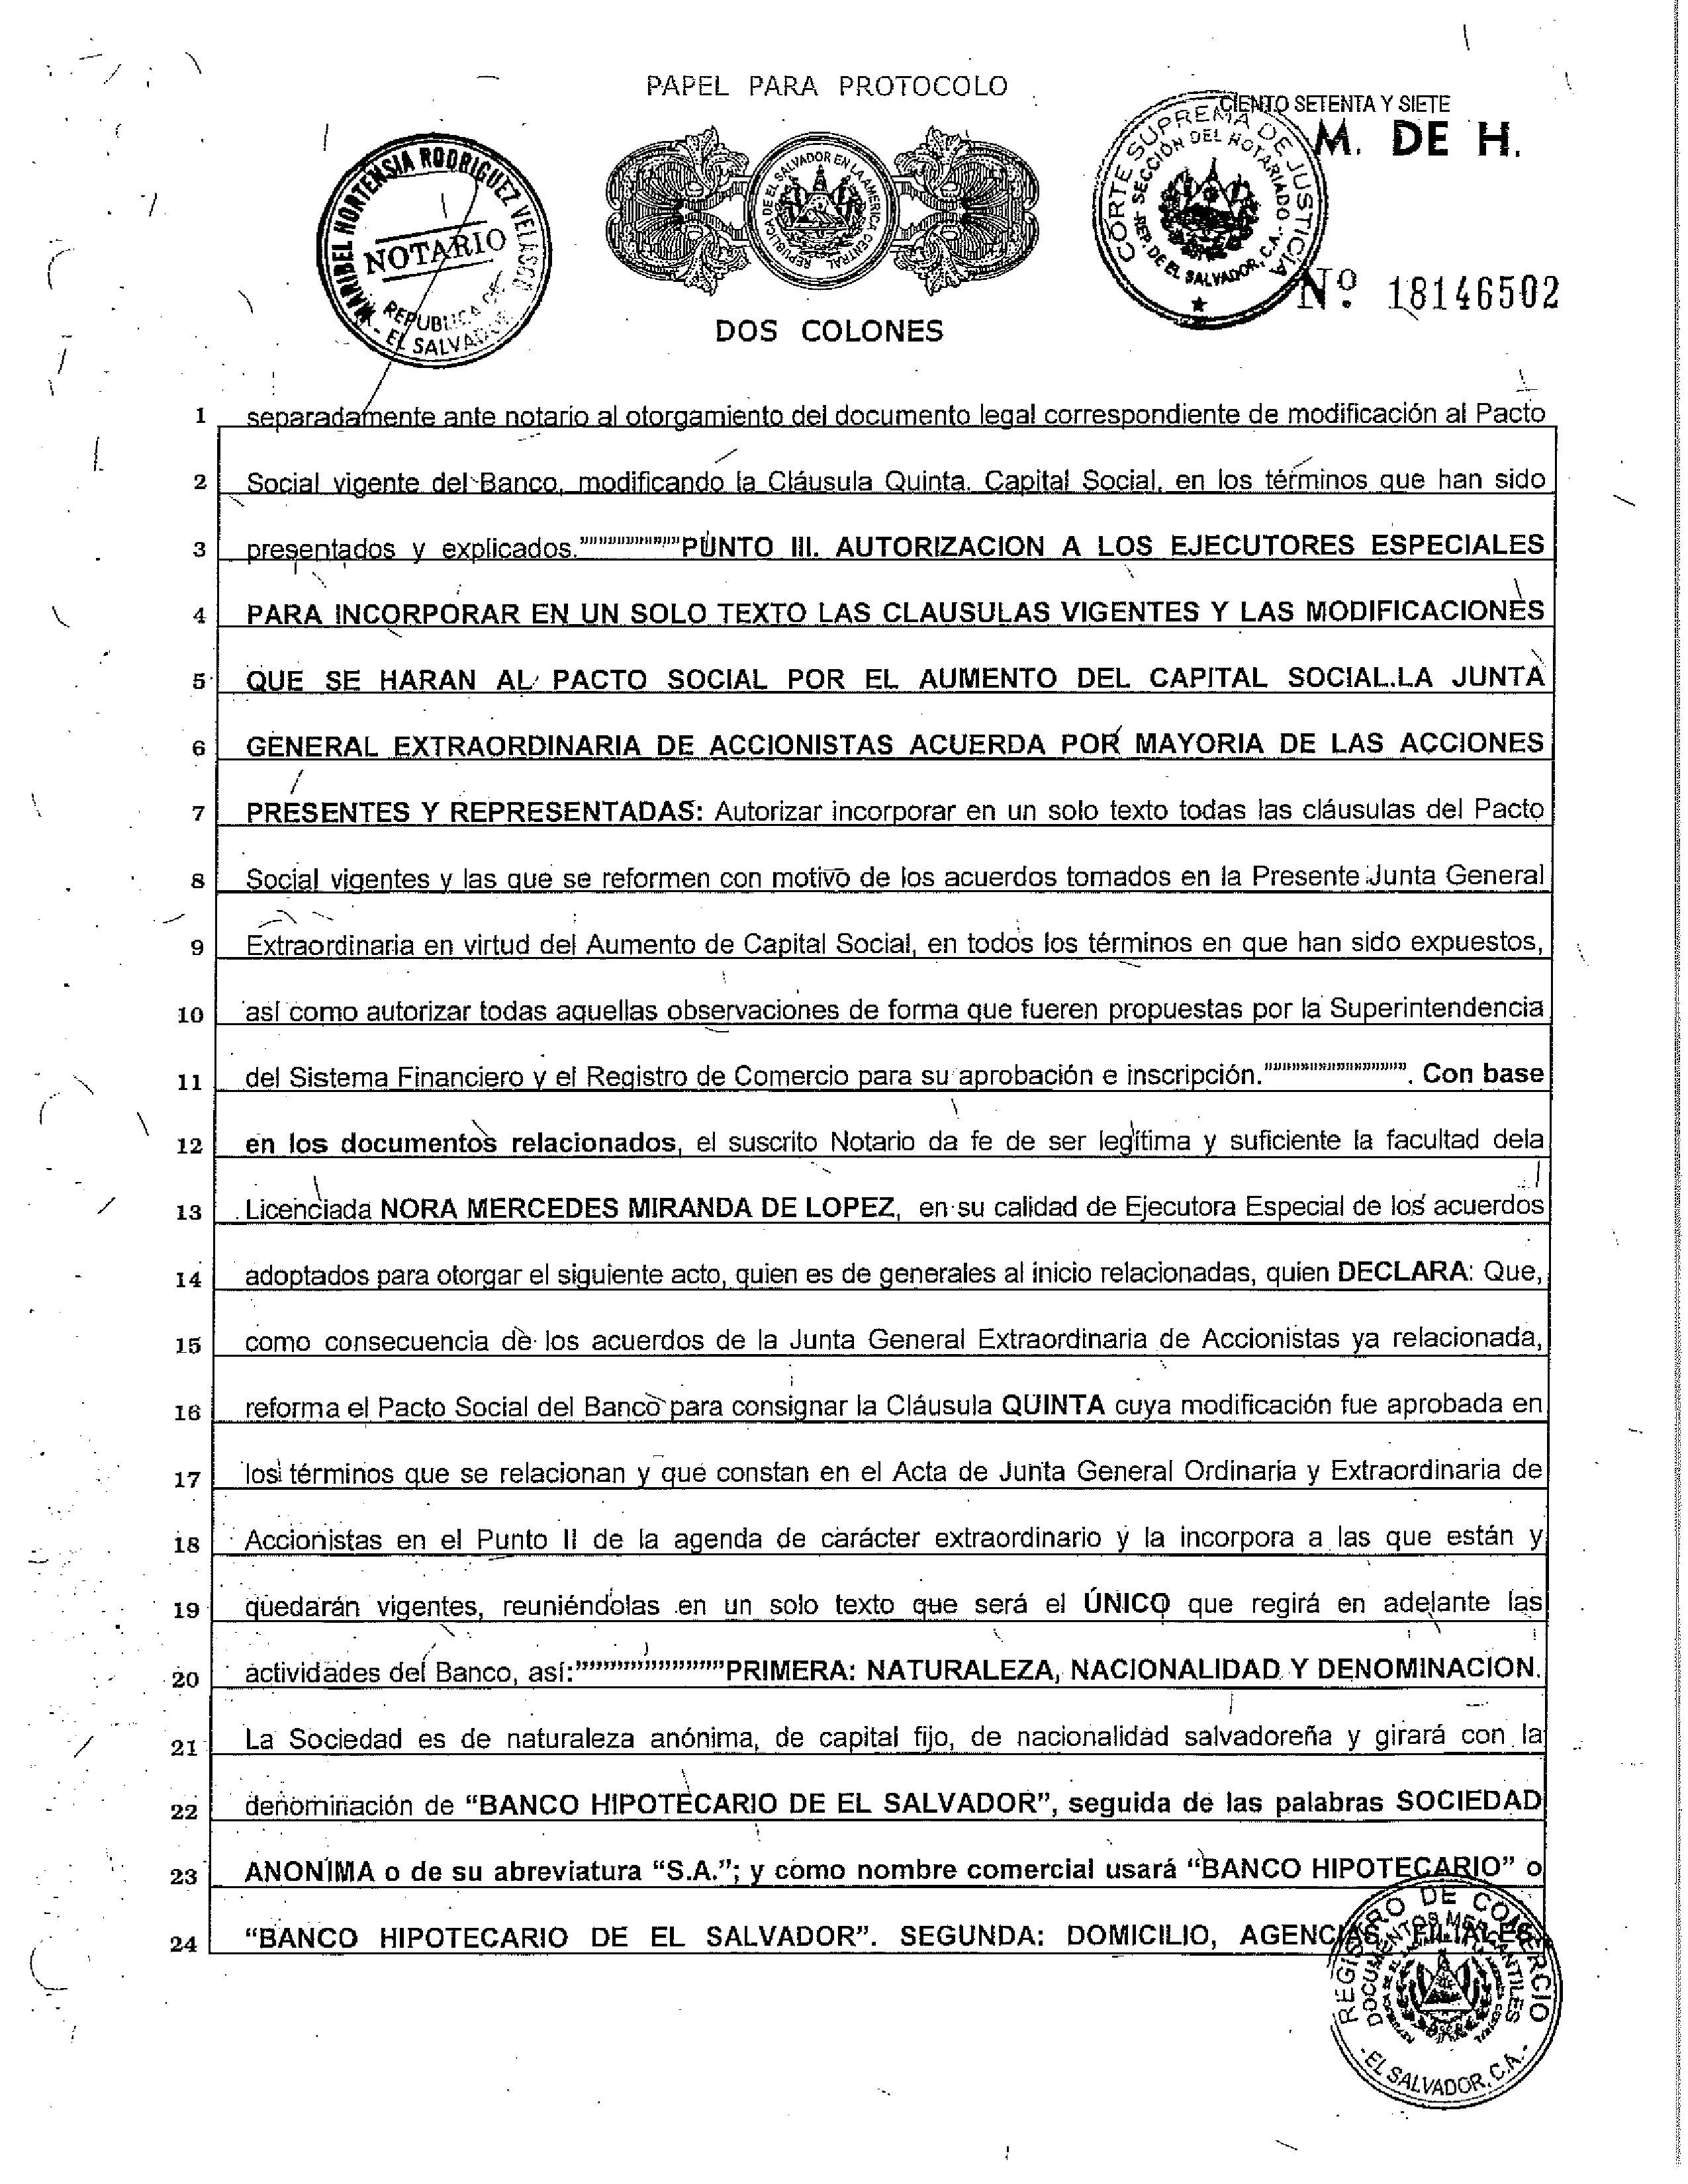 PAPEL PARA PROTOCOLO
CIENTO SETENTA Y SIETE
M. DE H.
MARIBEL HORTENSIA RODRIGUEZ VELASCO
NOTARIO
REPUBLICA DE
EL SALVADOR
REPUBLICA DE EL SALVADOR EN LA AMERICA CENTRAL
CORTE SUPREMA DE JUSTICIA
SECCIÓN DEL NOTARIADO
REP. DE EL SALVADOR, C.A.
Nº 18146502
DOS COLONES
1 separadamente ante notario al otorgamiento del documento legal correspondiente de modificación al Pacto
2 Social vigente del Banco, modificando la Cláusula Quinta. Capital Social, en los términos que han sido
3 presentados y explicados.""""""""""PUNTO III. AUTORIZACION A LOS EJECUTORES ESPECIALES
4 PARA INCORPORAR EN UN SOLO TEXTO LAS CLAUSULAS VIGENTES Y LAS MODIFICACIONES
5 QUE SE HARAN AL PACTO SOCIAL POR EL AUMENTO DEL CAPITAL SOCIAL.LA JUNTA
6 GENERAL EXTRAORDINARIA DE ACCIONISTAS ACUERDA POR MAYORIA DE LAS ACCIONES
7 PRESENTES Y REPRESENTADAS: Autorizar incorporar en un solo texto todas las cláusulas del Pacto
8 Social vigentes y las que se reformen con motivo de los acuerdos tomados en la Presente Junta General
9 Extraordinaria en virtud del Aumento de Capital Social, en todos los términos en que han sido expuestos,
10 así como autorizar todas aquellas observaciones de forma que fueren propuestas por la Superintendencia
11 del Sistema Financiero y el Registro de Comercio para su aprobación e inscripción."""""""""""""". Con base
12 en los documentos relacionados, el suscrito Notario da fe de ser legítima y suficiente la facultad dela
13 Licenciada NORA MERCEDES MIRANDA DE LOPEZ, en su calidad de Ejecutora Especial de los acuerdos
14 adoptados para otorgar el siguiente acto, quien es de generales al inicio relacionadas, quien DECLARA: Que,
15 como consecuencia de los acuerdos de la Junta General Extraordinaria de Accionistas ya relacionada,
16 reforma el Pacto Social del Banco para consignar la Cláusula QUINTA cuya modificación fue aprobada en
17 los términos que se relacionan y que constan en el Acta de Junta General Ordinaria y Extraordinaria de
18 Accionistas en el Punto II de la agenda de carácter extraordinario y la incorpora a las que están y
19 quedarán vigentes, reuniéndolas en un solo texto que será el ÚNICO que regirá en adelante las
20 actividades del Banco, así:""""""""""""""PRIMERA: NATURALEZA, NACIONALIDAD Y DENOMINACION.
21 La Sociedad es de naturaleza anónima, de capital fijo, de nacionalidad salvadoreña y girará con la
22 denominación de “BANCO HIPOTECARIO DE EL SALVADOR”, seguida de las palabras SOCIEDAD
23 ANONIMA o de su abreviatura “S.A.”; y como nombre comercial usará “BANCO HIPOTECARIO” o
24 “BANCO HIPOTECARIO DE EL SALVADOR”. SEGUNDA: DOMICILIO, AGENCIAS, FILIALES,
REGISTRO DE COMERCIO
DOCUMENTOS MERCANTILES
EL SALVADOR, C.A.